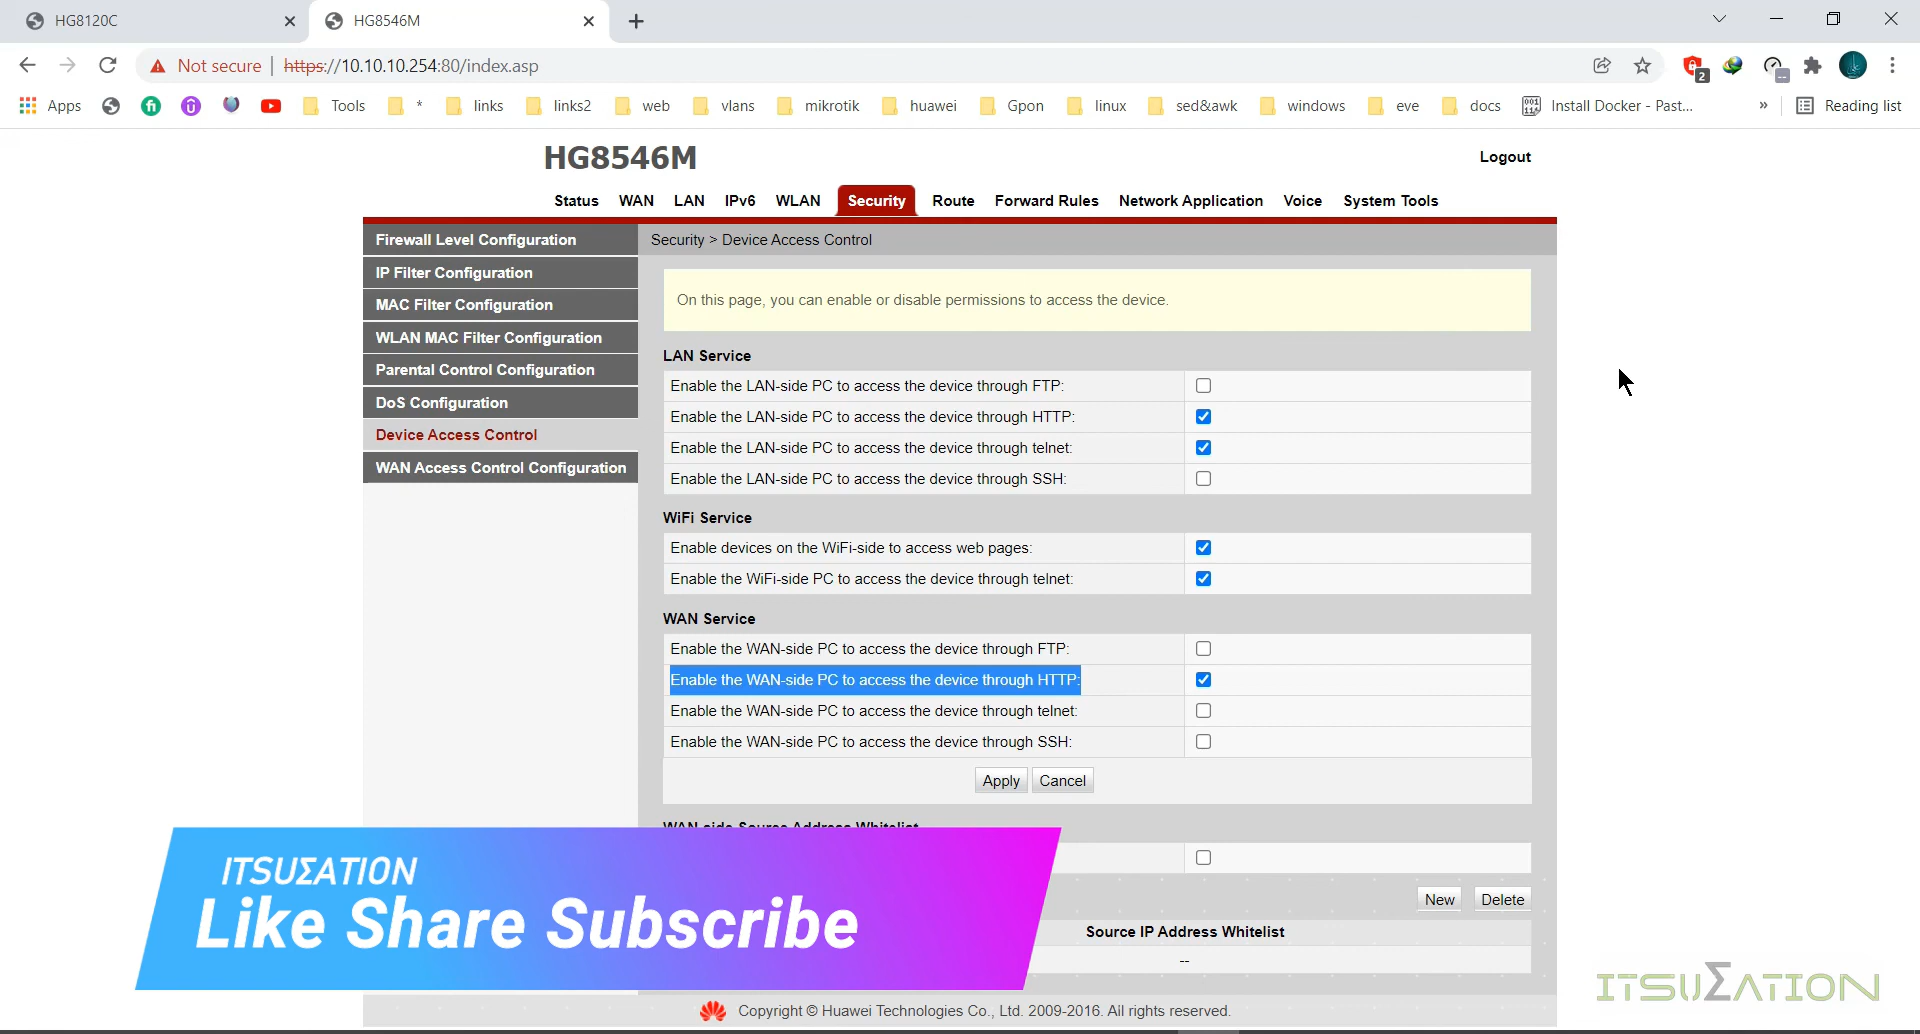 HG8120C
HG8546M
Not secure | https://10.10.10.254:80/index.asp
2
Apps
Tools
*
links
links2
web
vlans
mikrotik
huawei
Gpon
linux
sed&awk
windows
eve
docs
Install Docker - Past...
»
Reading list
HG8546M
Logout
Status WAN LAN IPv6 WLAN Security Route Forward Rules Network Application Voice System Tools
Firewall Level Configuration
IP Filter Configuration
MAC Filter Configuration
WLAN MAC Filter Configuration
Parental Control Configuration
DoS Configuration
Device Access Control
WAN Access Control Configuration
Security > Device Access Control
On this page, you can enable or disable permissions to access the device.
LAN Service
Enable the LAN-side PC to access the device through FTP:
Enable the LAN-side PC to access the device through HTTP:
Enable the LAN-side PC to access the device through telnet:
Enable the LAN-side PC to access the device through SSH:
WiFi Service
Enable devices on the WiFi-side to access web pages:
Enable the WiFi-side PC to access the device through telnet:
WAN Service
Enable the WAN-side PC to access the device through FTP:
Enable the WAN-side PC to access the device through HTTP:
Enable the WAN-side PC to access the device through telnet:
Enable the WAN-side PC to access the device through SSH:
Apply Cancel
WAN-side Source Address Whitelist
New Delete
Source IP Address Whitelist
--
ITSUΣATION
Like Share Subscribe
ITSUΣATION
Copyright © Huawei Technologies Co., Ltd. 2009-2016. All rights reserved.